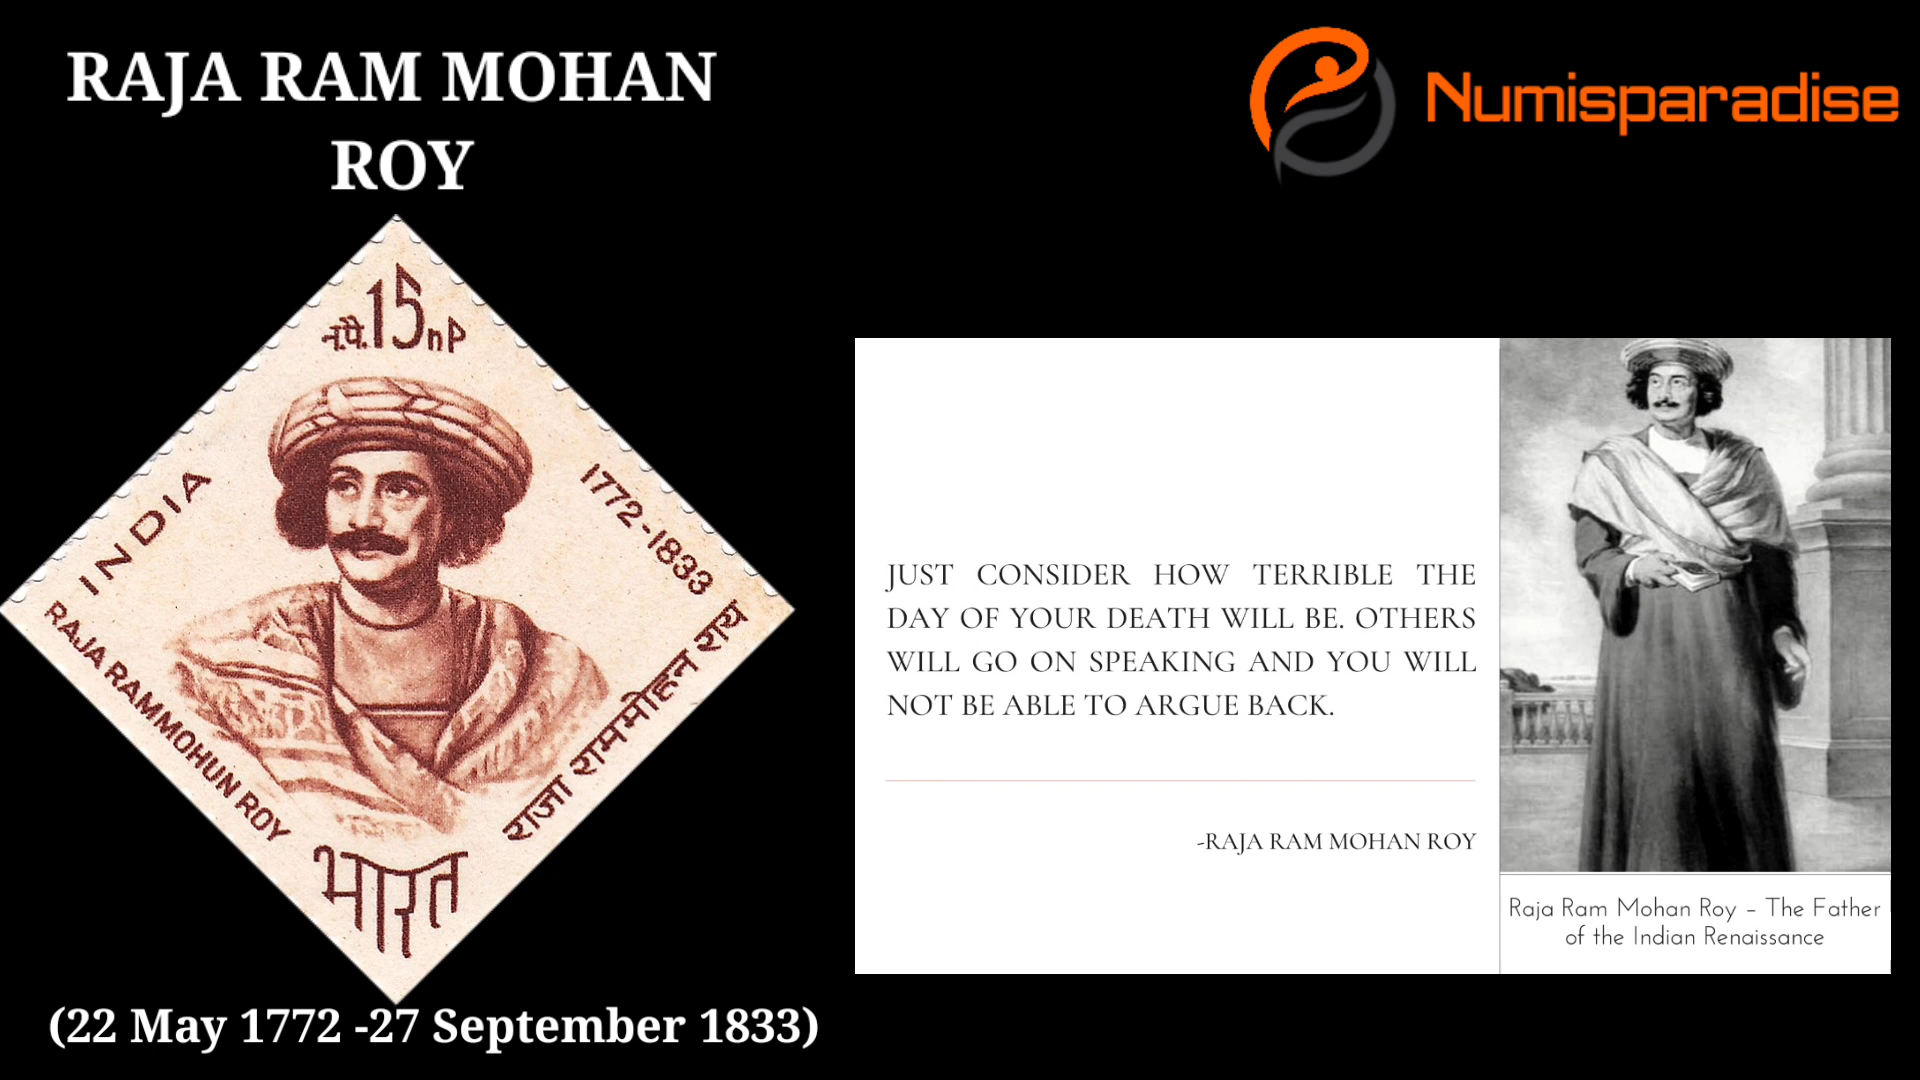 RAJA RAM MOHAN
ROY
Numisparadise
न.पै. 15 nP
INDIA
1772-1833
RAJA RAMMOHUN ROY
राजा राममोहन राय
भारत
(22 May 1772 -27 September 1833)
JUST CONSIDER HOW TERRIBLE THE
DAY OF YOUR DEATH WILL BE. OTHERS
WILL GO ON SPEAKING AND YOU WILL
NOT BE ABLE TO ARGUE BACK.
-RAJA RAM MOHAN ROY
Raja Ram Mohan Roy – The Father
of the Indian Renaissance